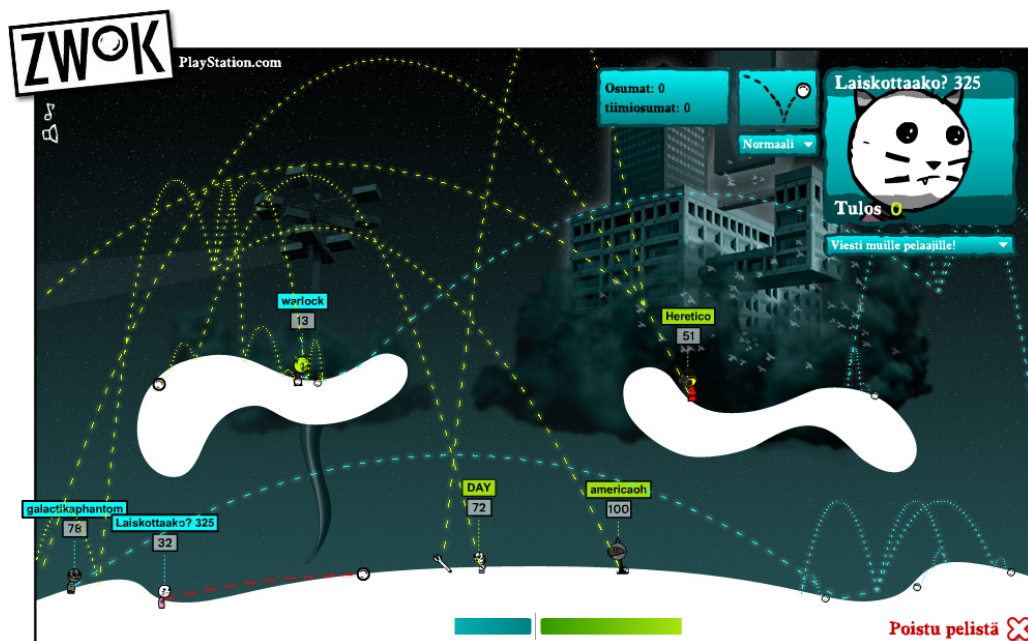 ZWOK
PlayStation.com
Osumat: 0
tiimiosumat: 0
Normaali
Laiskottaako? 325
Tulos 0
Viesti muille pelaajille!
warlock
13
Heretico
51
galactikaphantom
78
Laiskottaako? 325
32
DAY
72
americaoh
100
Poistu pelistä